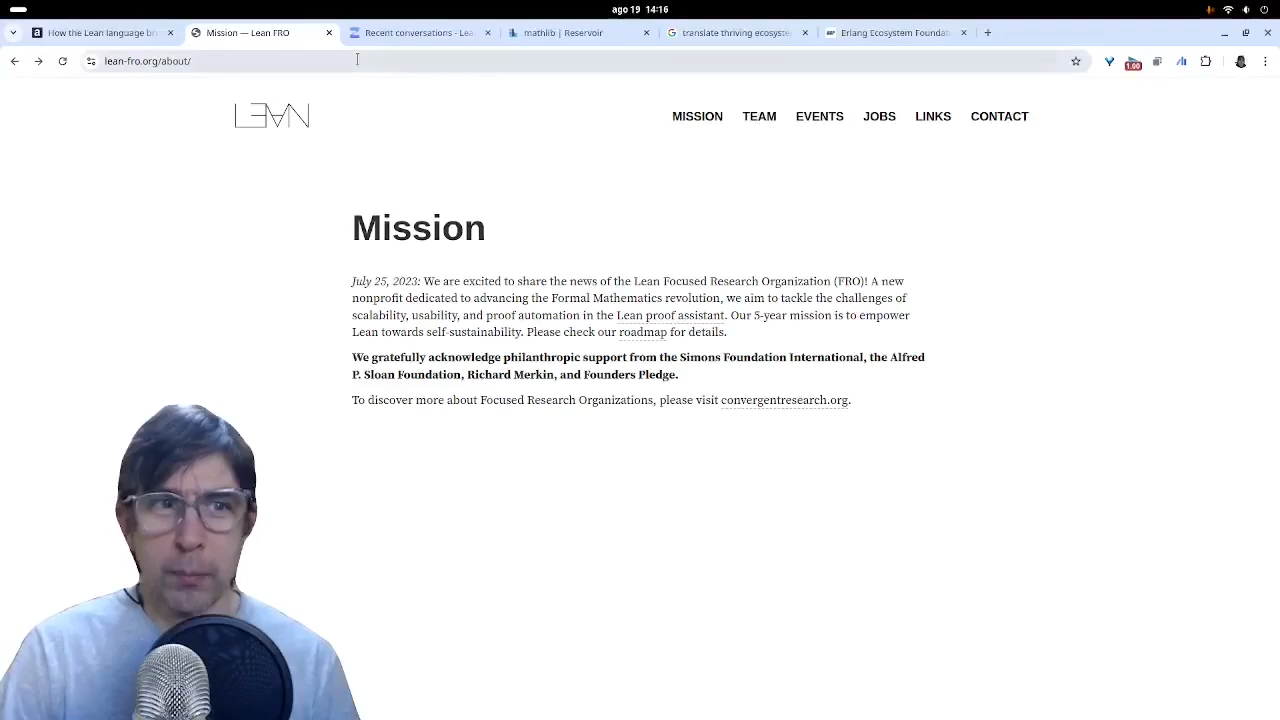 ago 19 14:16
How the Lean language br
Mission — Lean FRO
Recent conversations - Lea
mathlib | Reservoir
translate thriving ecosyste
Erlang Ecosystem Foundat
lean-fro.org/about/
1.00
LEAN
MISSION TEAM EVENTS JOBS LINKS CONTACT
Mission
July 25, 2023: We are excited to share the news of the Lean Focused Research Organization (FRO)! A new
nonprofit dedicated to advancing the Formal Mathematics revolution, we aim to tackle the challenges of
scalability, usability, and proof automation in the Lean proof assistant. Our 5-year mission is to empower
Lean towards self-sustainability. Please check our roadmap for details.
We gratefully acknowledge philanthropic support from the Simons Foundation International, the Alfred
P. Sloan Foundation, Richard Merkin, and Founders Pledge.
To discover more about Focused Research Organizations, please visit convergentresearch.org.